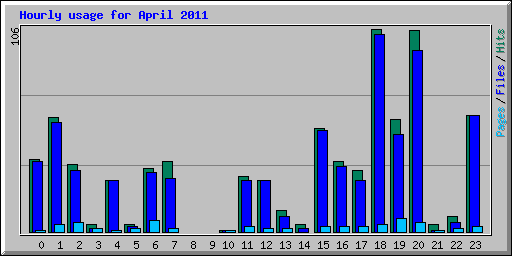 Hourly usage for April 2011
106
Pages/Files/Hits
0 1 2 3 4 5 6 7 8 9 10 11 12 13 14 15 16 17 18 19 20 21 22 23